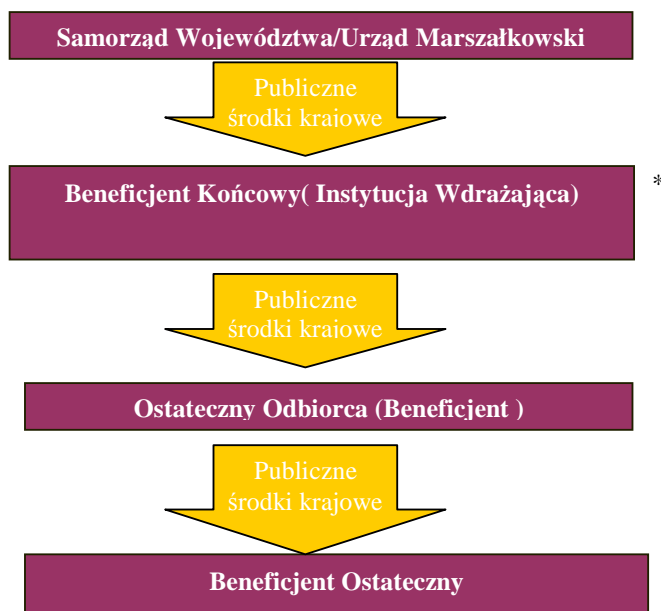 Samorząd Województwa/Urząd Marszałkowski
Publiczne
środki krajowe
Beneficjent Końcowy( Instytucja Wdrażająca)
*
Publiczne
środki krajowe
Ostateczny Odbiorca (Beneficjent )
Publiczne
środki krajowe
Beneficjent Ostateczny